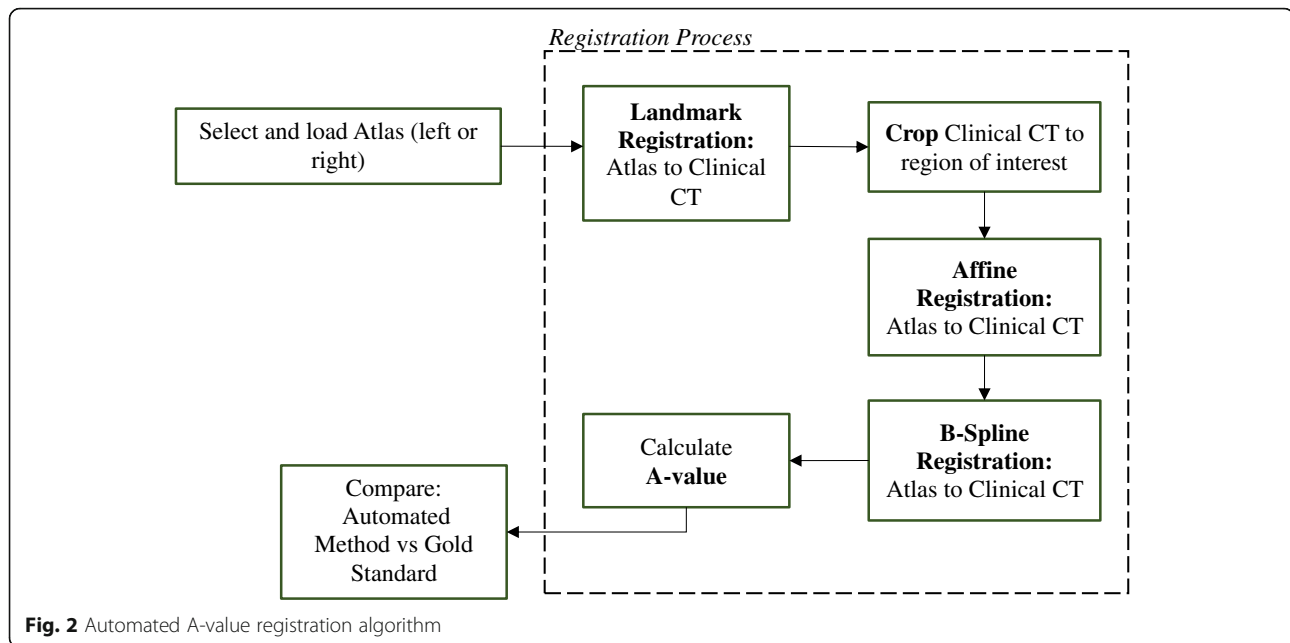 Registration Process
Select and load Atlas (left or
right)
Landmark
Registration:
Atlas to Clinical
CT
Crop Clinical CT to
region of interest
Affine
Registration:
Atlas to Clinical CT
B-Spline
Registration:
Atlas to Clinical CT
Calculate
A-value
Compare:
Automated
Method vs Gold
Standard
Fig. 2 Automated A-value registration algorithm